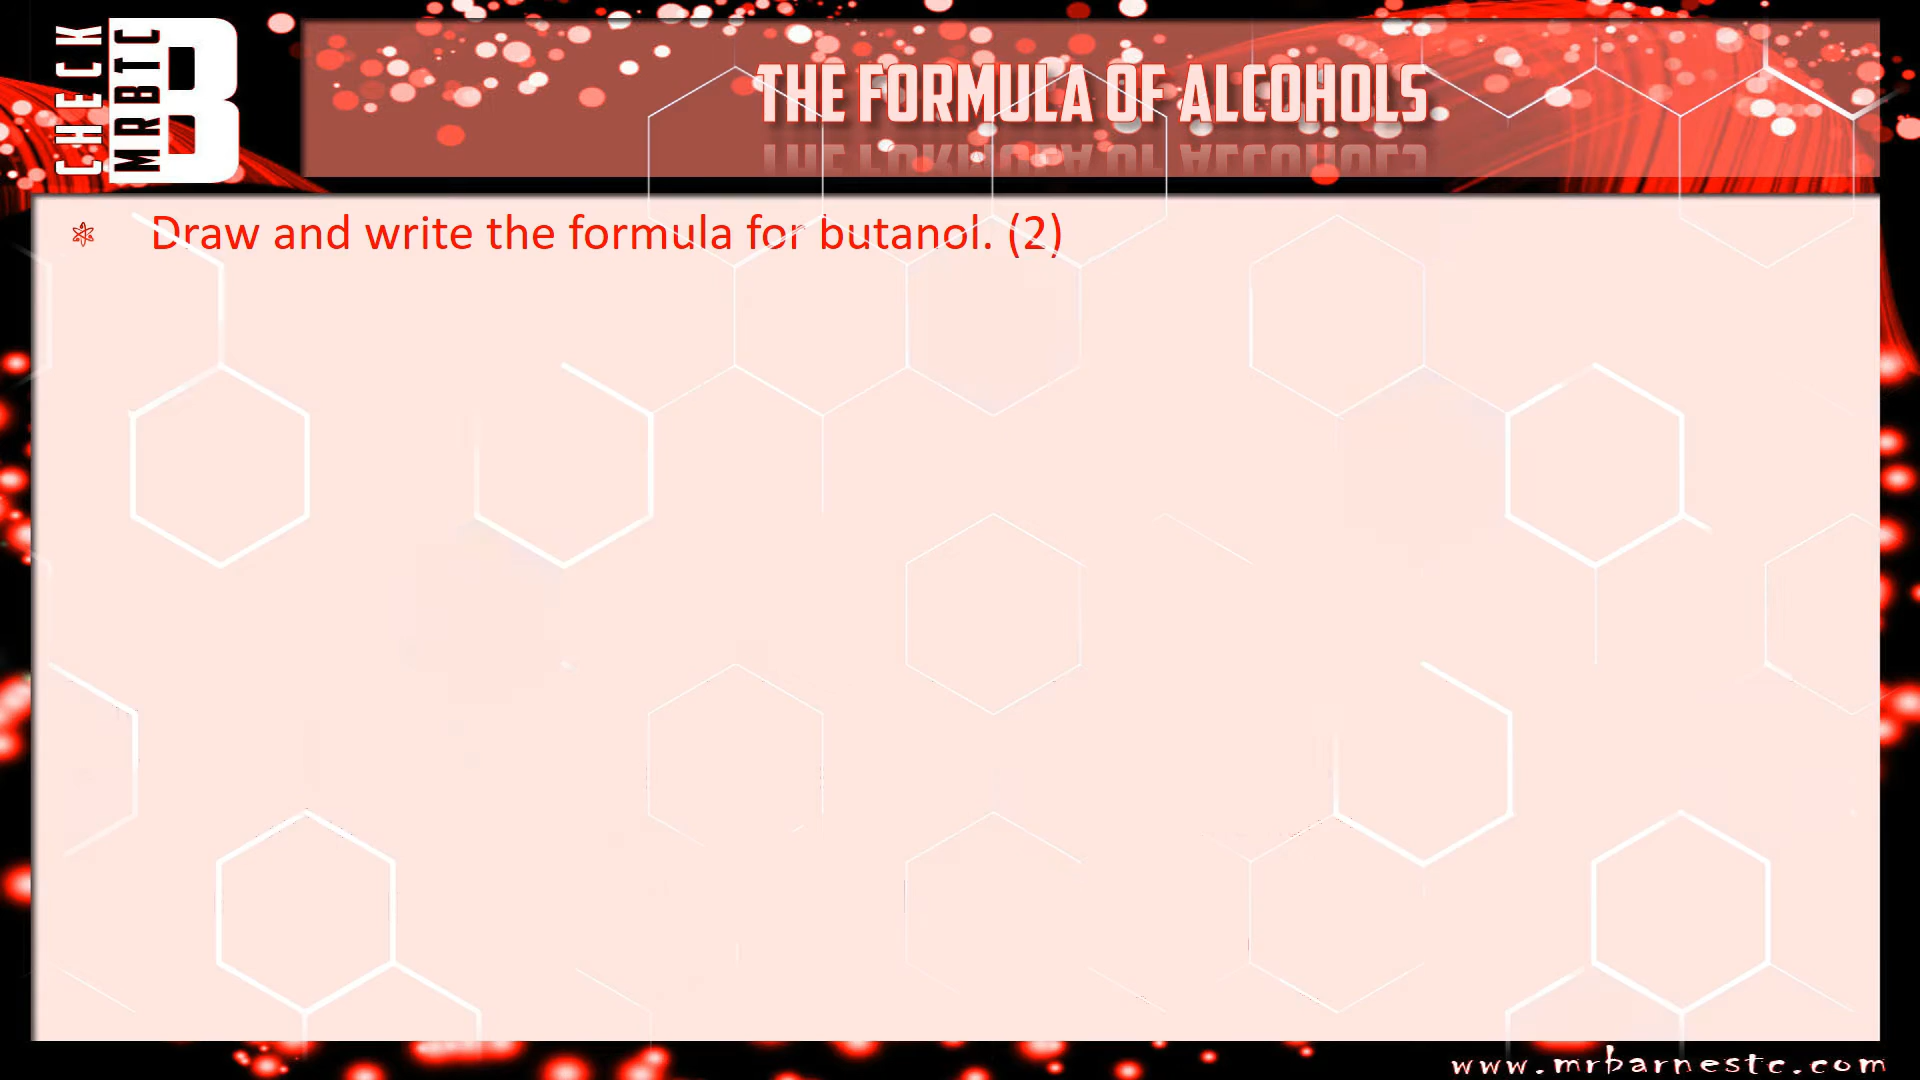 CHECK
MRBTC
B
THE FORMULA OF ALCOHOLS
Draw and write the formula for butanol. (2)
www.mrbarnestc.com